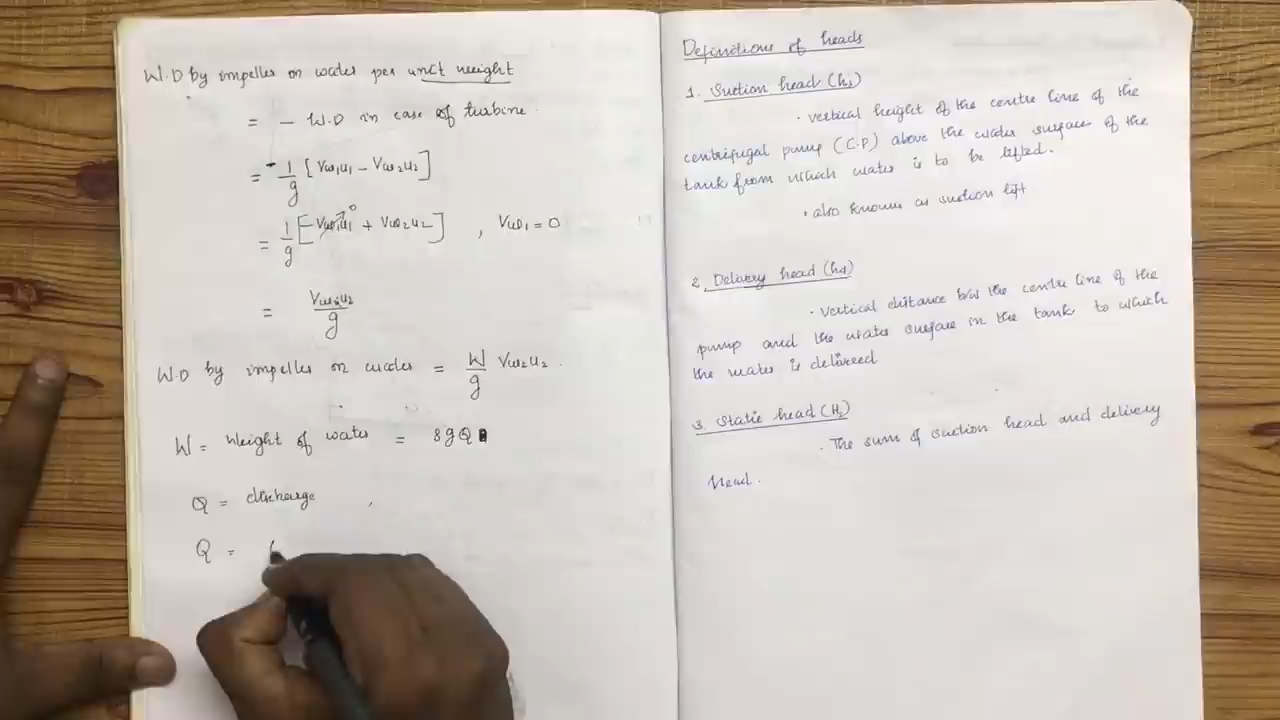 W.D by impeller on water per unit weight
= - W.D in case of turbine.
= - 1/g [Vw1u1 - Vw2u2]
= 1/g [-Vw1u1 0 + Vw2u2] , Vw1 = 0
= Vw2u2/g
W.D by impeller on water = W/g Vw2u2.
W = Weight of water = ρgQ
Q = discharge ,
Q =
Definitions of heads
1. Suction head (hs)
• vertical height of the centre line of the
centrifugal pump (C.P) above the water surface of the
tank from which water is to be lifted.
• also known as suction lift
2. Delivery head (hd)
• vertical distance b/w the centre line of the
pump and the water surface in the tank to which
the water is delivered
3. Static head (Hs)
• The sum of suction head and delivery
head.